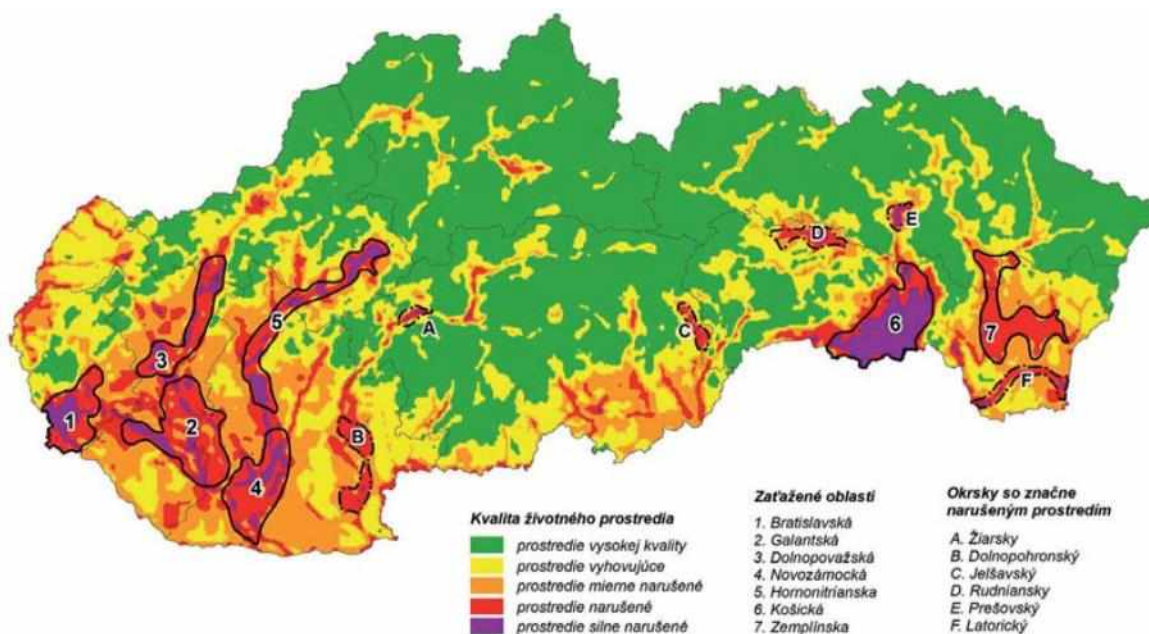 E
D
5
A
6
C
3
7
1
2
F
B
4
Kvalita životného prostredia
prostredie vysokej kvality
prostredie vyhovujúce
prostredie mierne narušené
prostredie narušené
prostredie silne narušené
Zaťažené oblasti
1. Bratislavská
2. Galantská
3. Dolnopovažská
4. Novozámocká
5. Hornonitrianska
6. Košická
7. Zemplínska
Okrsky so značne
narušeným prostredím
A. Žiarsky
B. Dolnopohronský
C. Jelšavský
D. Rudniansky
E. Prešovský
F. Latorický